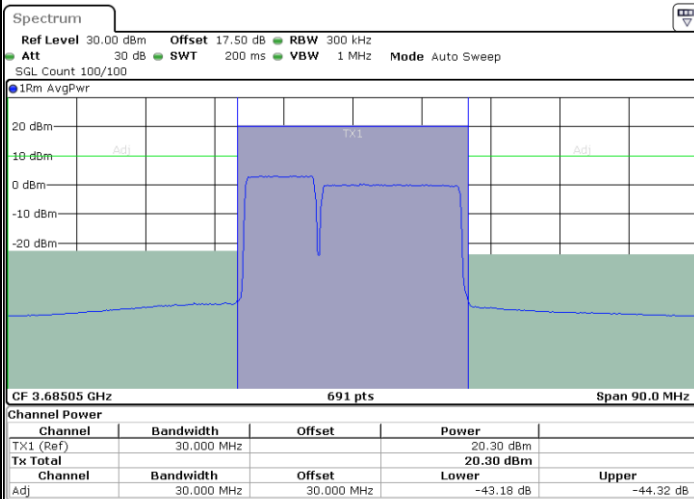 Spectrum
Ref Level 30.00 dBm Offset 17.50 dB RBW 300 kHz
Att 30 dB SWT 200 ms VBW 1 MHz Mode Auto Sweep
SGL Count 100/100
1Rm AvgPwr
20 dBm
TX1
Adj Adj
10 dBm
0 dBm
-10 dBm
-20 dBm
CF 3.68505 GHz 691 pts Span 90.0 MHz
Channel Power
Channel Bandwidth Offset Power
TX1 (Ref) 30.000 MHz 20.30 dBm
Tx Total 20.30 dBm
Channel Bandwidth Offset Lower Upper
Adj 30.000 MHz 30.000 MHz -43.18 dB -44.32 dB